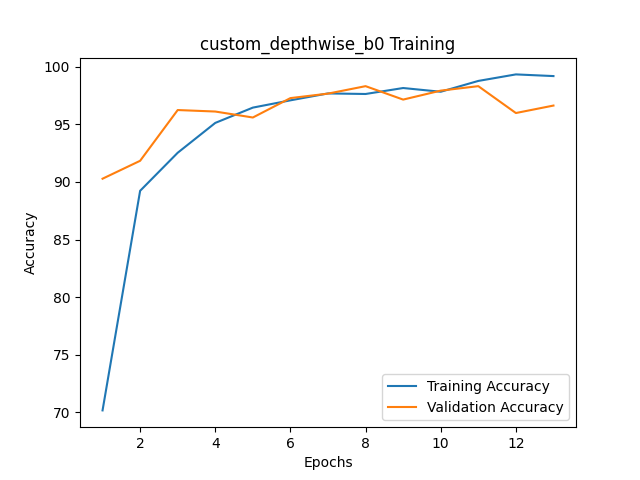 custom_depthwise_b0 Training
100
95
90
85
80
75
70
Accuracy
2 4 6 8 10 12
Epochs
Training Accuracy
Validation Accuracy